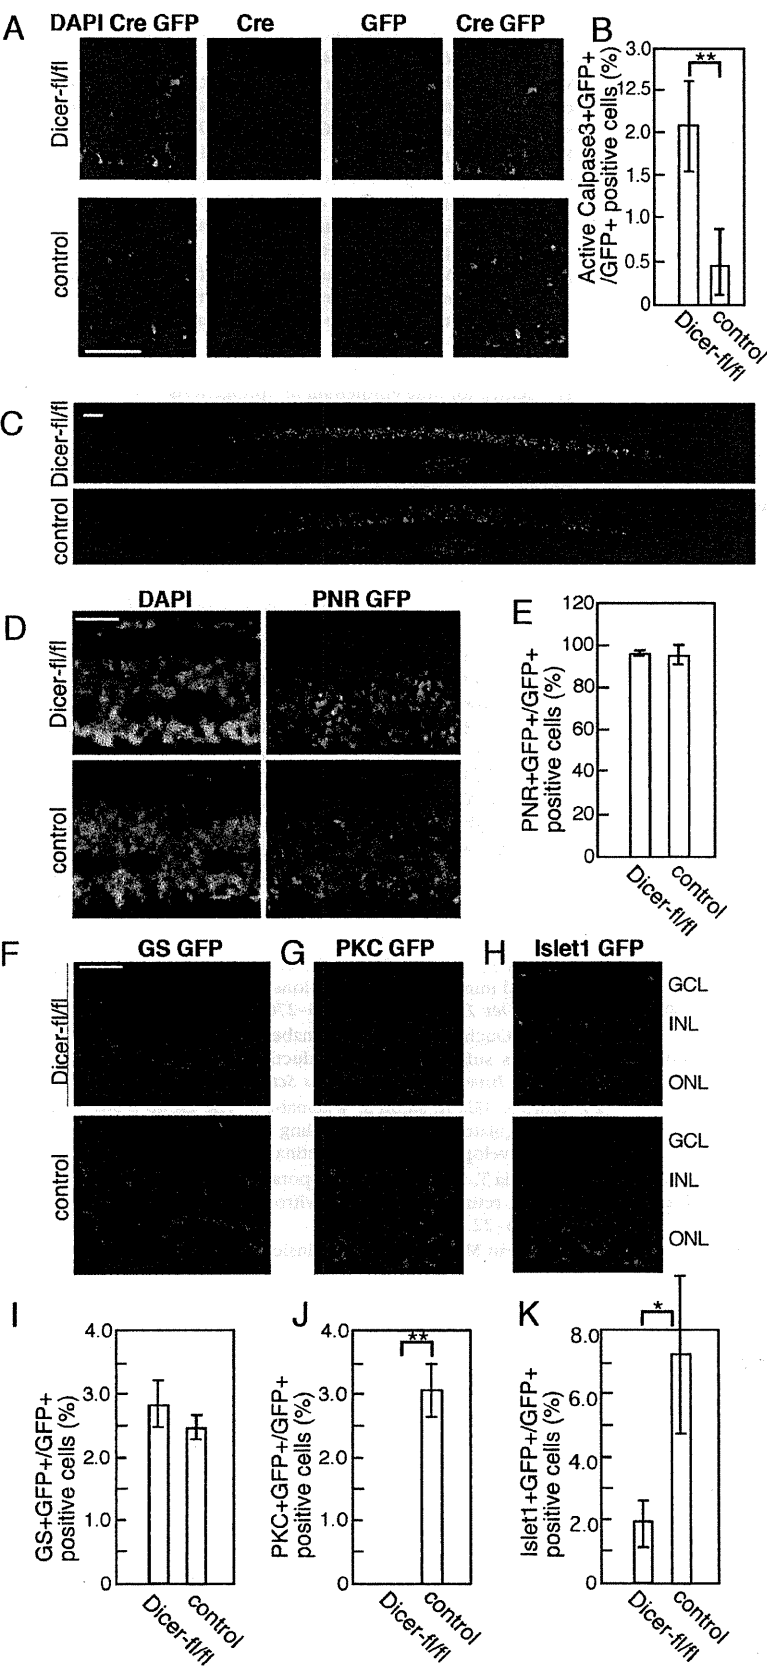 A
DAPI Cre GFP
Cre
GFP
Cre GFP
Dicer-fl/fl
control
B
Active Calpase3+GFP+
/GFP+ positive cells (%)
3.0
12.5
2.0
1.5
1.0
0.5
0
**
Dicer-fl/fl
control
C
Dicer-fl/fl
control
D
DAPI
PNR GFP
Dicer-fl/fl
control
E
PNR+GFP+/GFP+
positive cells (%)
120
100
80
60
40
20
0
Dicer-fl/fl
control
F
GS GFP
G
PKC GFP
H
Islet1 GFP
Dicer-fl/fl
control
GCL
INL
ONL
GCL
INL
ONL
I
GS+GFP+/GFP+
positive cells (%)
4.0
3.0
2.0
1.0
0
Dicer-fl/fl
control
J
PKC+GFP+/GFP+
positive cells (%)
4.0
3.0
2.0
1.0
0
**
Dicer-fl/fl
control
K
Islet1+GFP+/GFP+
positive cells (%)
8.0
6.0
4.0
2.0
0
*
Dicer-fl/fl
control